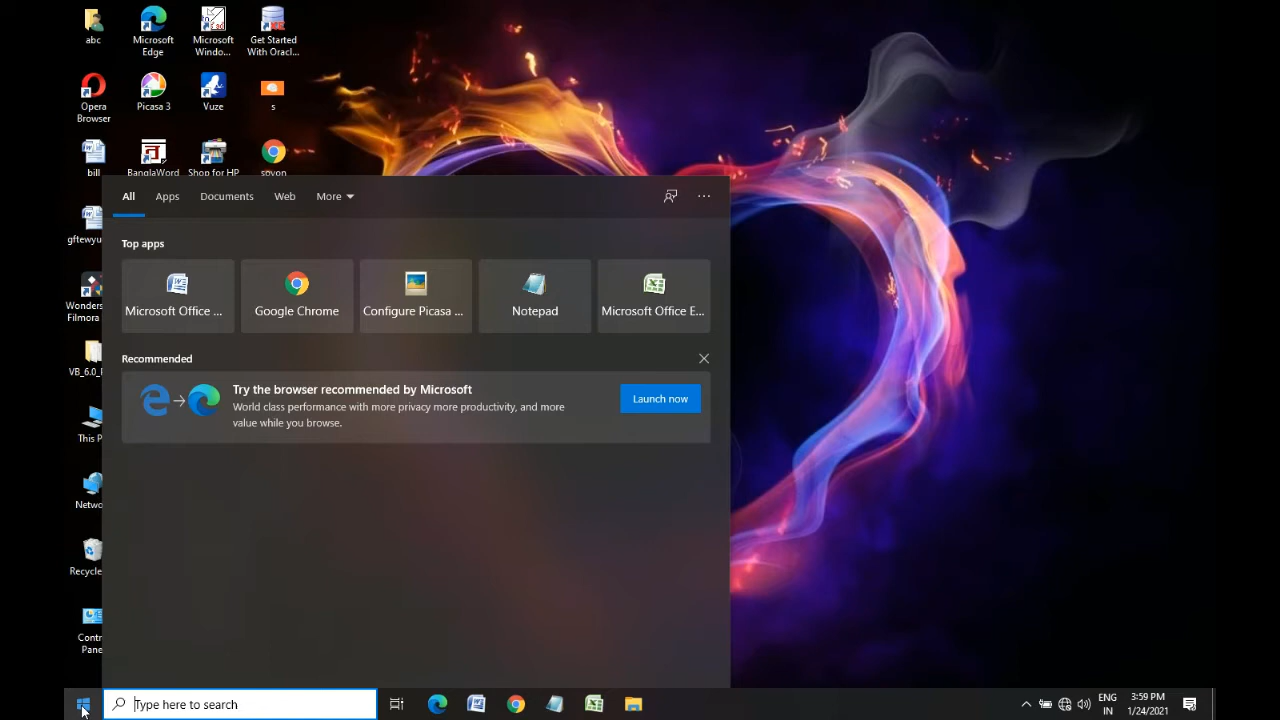 abc
Microsoft
Edge
Microsoft
Windo...
Get Started
With Oracl...
Opera
Browser
Picasa 3
Vuze
s
bill
BanglaWord
Shop for HP
sovon
All
Apps
Documents
Web
More
Top apps
Microsoft Office ...
Google Chrome
Configure Picasa ...
Notepad
Microsoft Office E...
Recommended
Try the browser recommended by Microsoft
World class performance with more privacy more productivity, and more
value while you browse.
Launch now
gftewyu
Wonders
Filmora
VB_6.0_
This P
Netwo
Recycle
Contr
Pane
Type here to search
ENG
IN
3:59 PM
1/24/2021